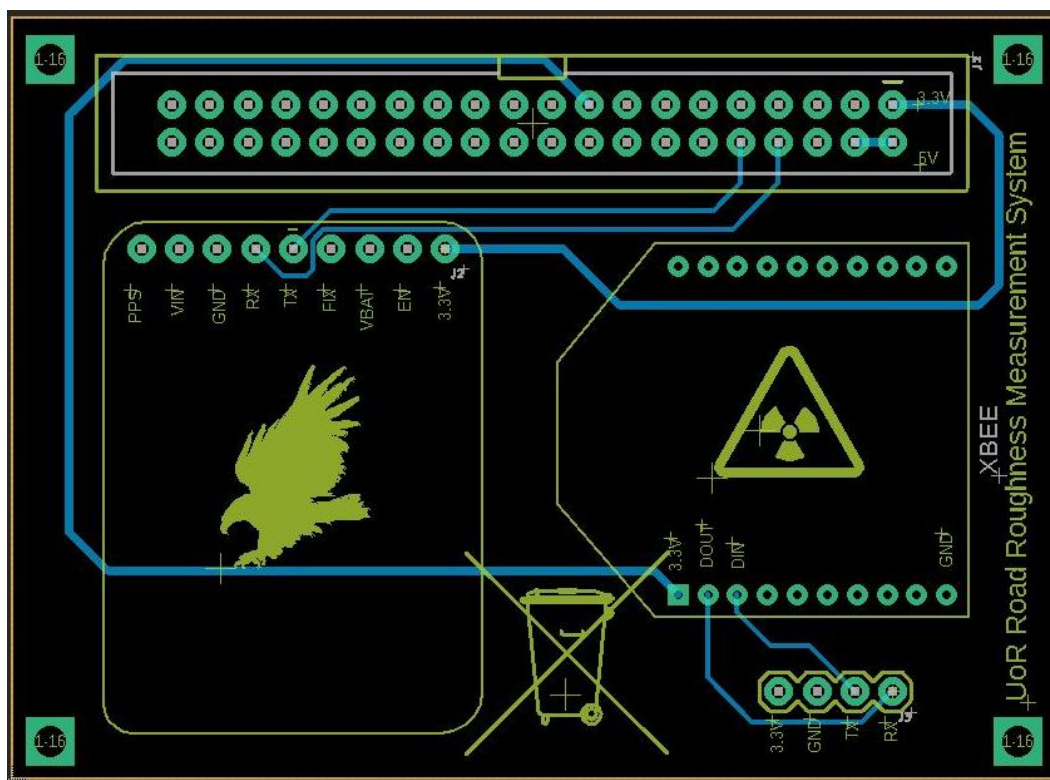 1-16
1-16
J1
3.3V
5V
J2
PPS
VIN
GND
RX
TX
FIX
VBAT
EN
3.3V
UoR Road Roughness Measurement System
XBEE
3.3V
DOUT
DIN
GND
J3
3.3V
GND
TX
RX
1-16
1-16